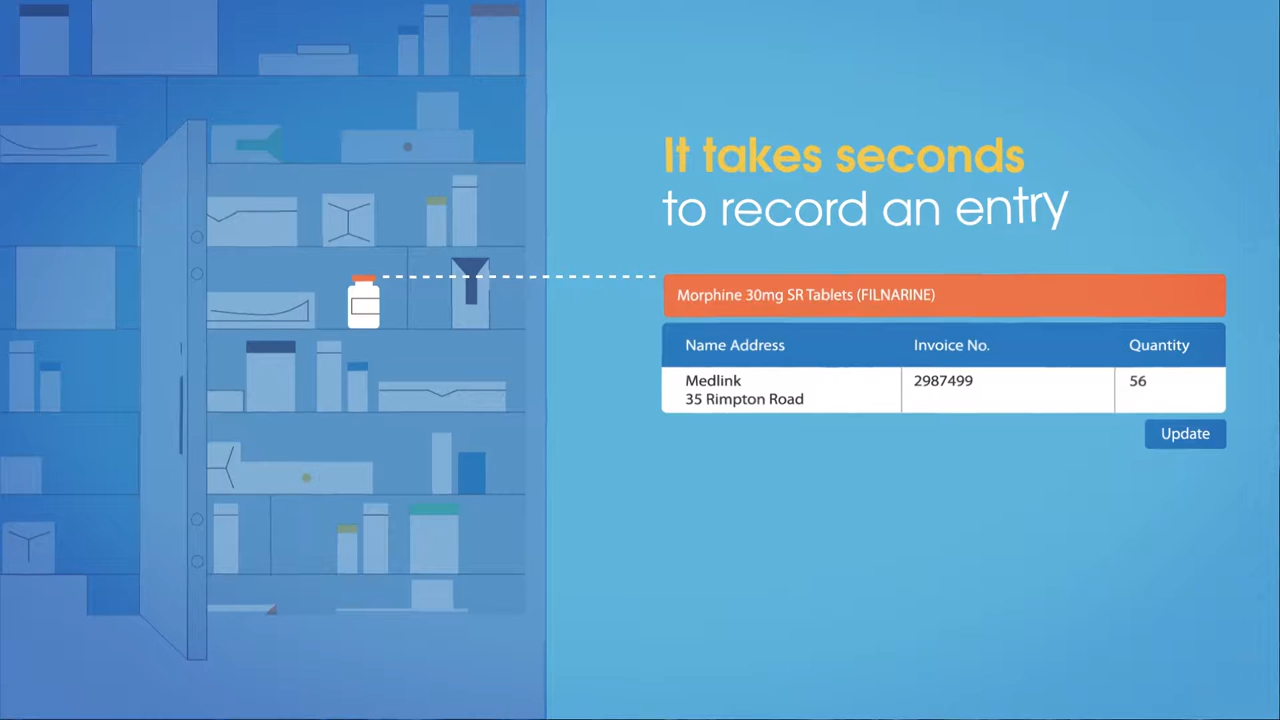 It takes seconds
to record an entry
Morphine 30mg SR Tablets (FILNARINE)
Name Address Invoice No. Quantity
Medlink 2987499 56
35 Rimpton Road
Update